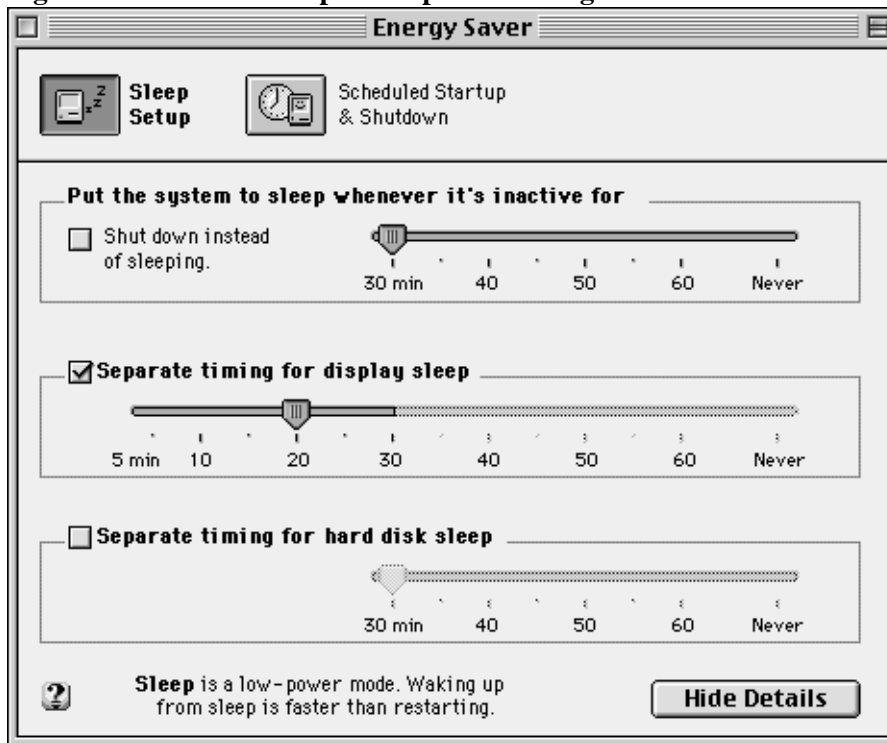 Energy Saver
Sleep
Setup
Scheduled Startup
& Shutdown
Put the system to sleep whenever it's inactive for
Shut down instead
of sleeping.
30 min 40 50 60 Never
Separate timing for display sleep
5 min 10 20 30 40 50 60 Never
Separate timing for hard disk sleep
30 min 40 50 60 Never
Sleep is a low-power mode. Waking up
from sleep is faster than restarting.
Hide Details